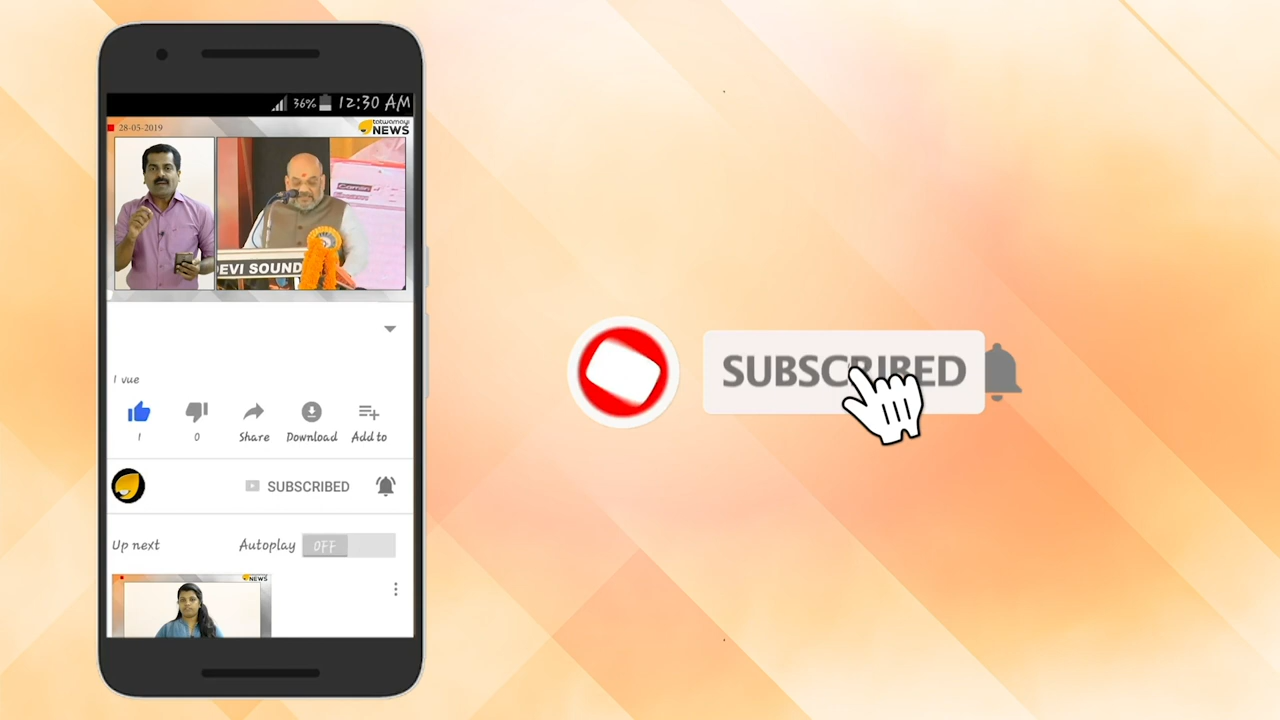 36% 12:30 AM
28-05-2019
tatwamayi
NEWS
DEVI SOUND
1 vue
1
0
Share
Download
Add to
SUBSCRIBED
Up next
Autoplay
OFF
NEWS
SUBSCRIBED